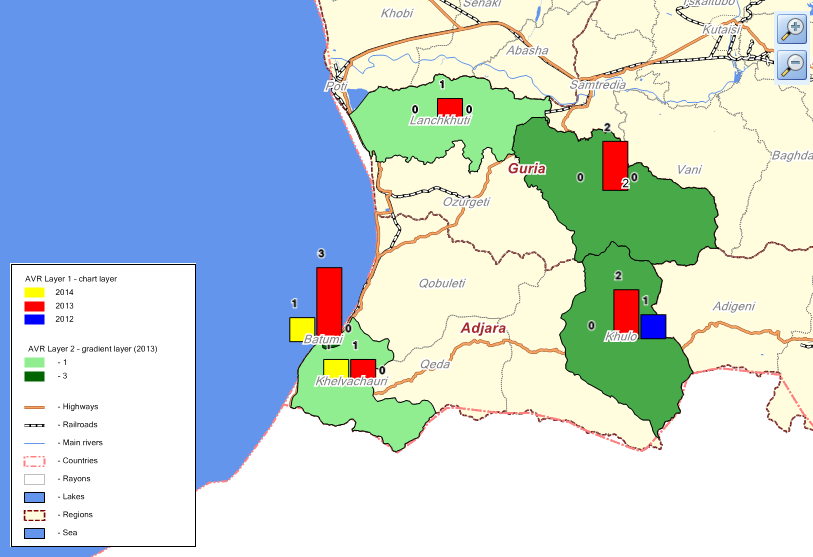 Senaki
Tskaltubo
Khobi
Kutaisi
Abasha
Poti
1
Samtredia
0
0
Lanchkhuti
2
Baghda
Guria
Vani
0
2
0
Ozurgeti
3
AVR Layer 1 - chart layer
2014
2013
2012
Qobuleti
2
1
1
Adigeni
0
Adjara
0
Batumi
1
Khulo
AVR Layer 2 - gradient layer (2013)
- 1
- 3
Qeda
0
Khelvachauri
- Highways
- Railroads
- Main rivers
- Countries
- Rayons
- Lakes
- Regions
- Sea